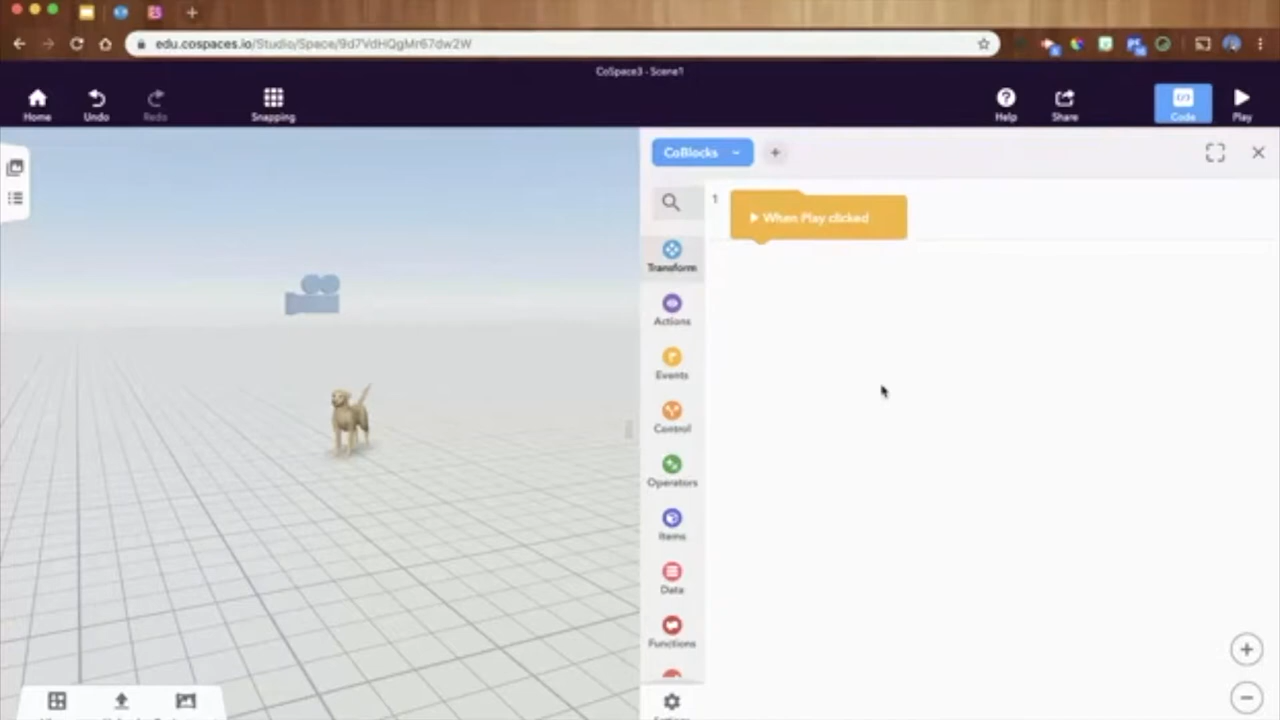 edu.cospaces.io/Studio/Space/9d7VdHQgMr67dw2W
CoSpace3 - Scene1
Home
Undo
Redo
Snapping
Help
Share
Code
Play
CoBlocks
1
When Play clicked
Transform
Actions
Events
Control
Operators
Items
Data
Functions